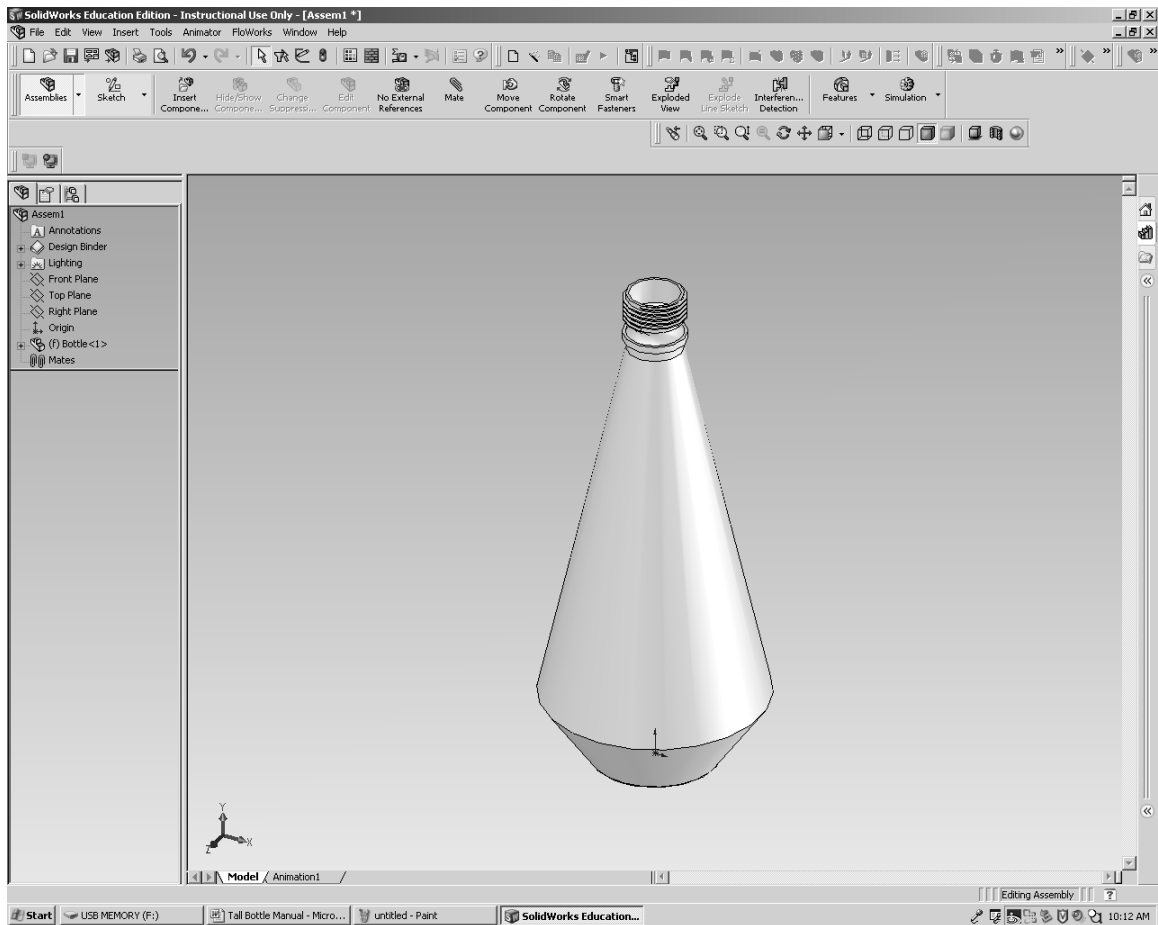 SolidWorks Education Edition - Instructional Use Only - [Assem1 *]
File Edit View Insert Tools Animator FloWorks Window Help
Assemblies Sketch Insert Compone... Hide/Show Compone... Change Suppressi... Edit Component No External References Mate Move Component Rotate Component Smart Fasteners Exploded View Explode Line Sketch Interferen... Detection Features Simulation
Assem1
Annotations
Design Binder
Lighting
Front Plane
Top Plane
Right Plane
Origin
(f) Bottle<1>
Mates
Y
X
Z
Model Animation1
Editing Assembly ?
Start USB MEMORY (F:) Tall Bottle Manual - Micro... untitled - Paint SolidWorks Education... 10:12 AM